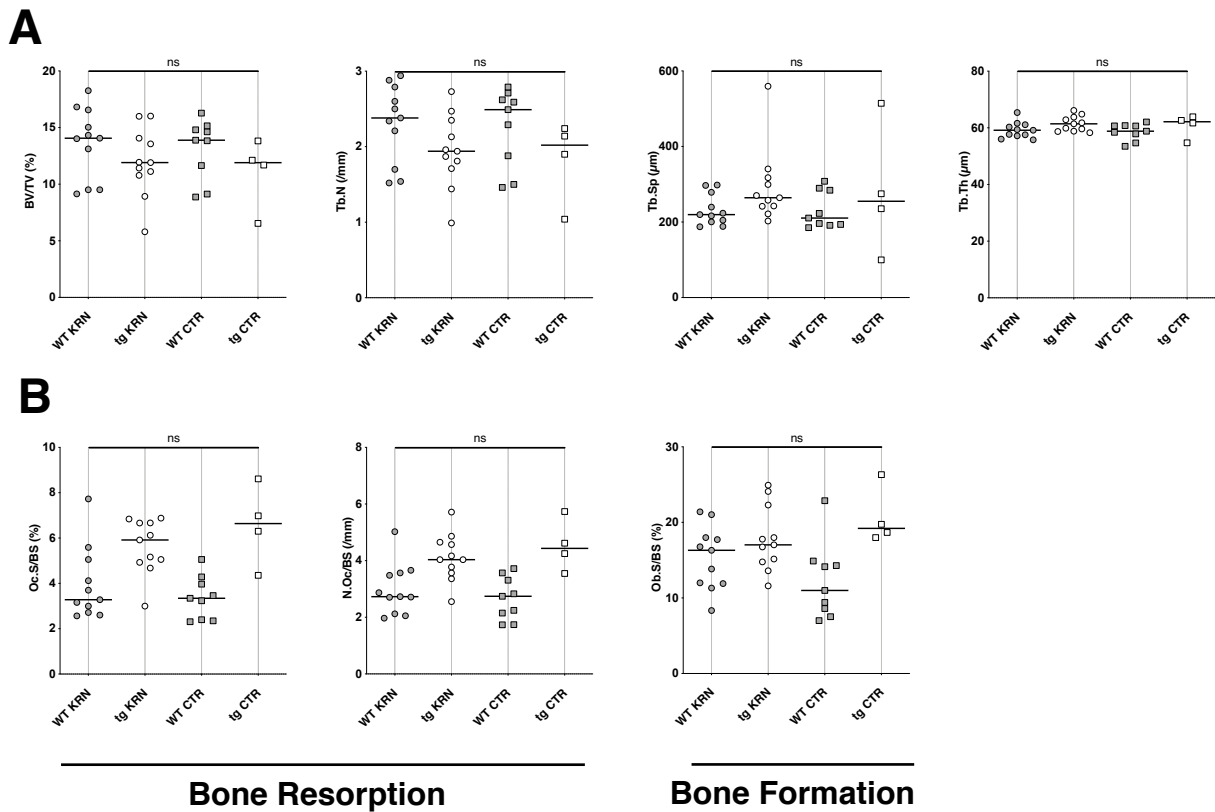 A
ns
20
15
10
5
0
BV/TV (%)
WT KRN
tg KRN
WT CTR
tg CTR
ns
3
2
1
0
Tb.N (/mm)
WT KRN
tg KRN
WT CTR
tg CTR
ns
600
400
200
0
Tb.Sp (µm)
WT KRN
tg KRN
WT CTR
tg CTR
ns
80
60
40
20
0
Tb.Th (µm)
WT KRN
tg KRN
WT CTR
tg CTR
B
ns
10
8
6
4
2
0
Oc.S/BS (%)
WT KRN
tg KRN
WT CTR
tg CTR
ns
8
6
4
2
0
N.Oc/BS (/mm)
WT KRN
tg KRN
WT CTR
tg CTR
ns
30
20
10
0
Ob.S/BS (%)
WT KRN
tg KRN
WT CTR
tg CTR
Bone Resorption
Bone Formation